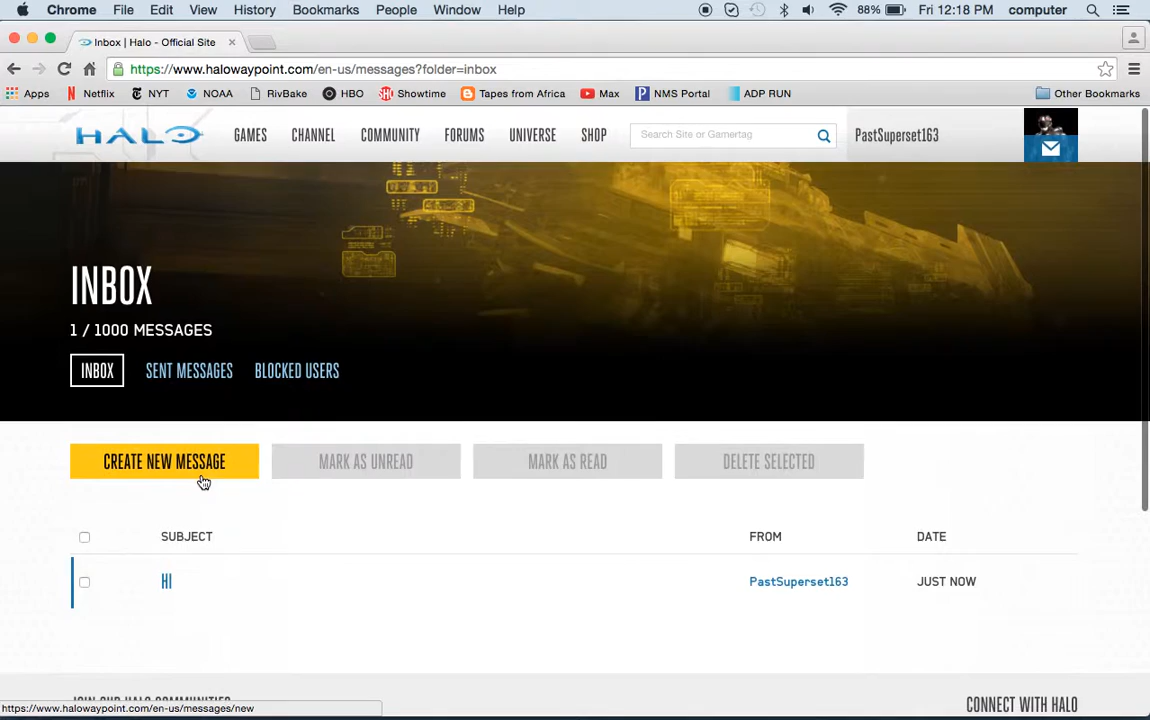 Chrome File Edit View History Bookmarks People Window Help 88% Fri 12:18 PM computer
Inbox | Halo - Official Site
https://www.halowaypoint.com/en-us/messages?folder=inbox
Apps Netflix NYT NOAA RivBake HBO Showtime Tapes from Africa Max NMS Portal ADP RUN Other Bookmarks
HALO GAMES CHANNEL COMMUNITY FORUMS UNIVERSE SHOP Search Site or Gamertag PastSuperset163
INBOX
1 / 1000 MESSAGES
INBOX SENT MESSAGES BLOCKED USERS
CREATE NEW MESSAGE MARK AS UNREAD MARK AS READ DELETE SELECTED
SUBJECT FROM DATE
HI PastSuperset163 JUST NOW
JOIN OUR HALO COMMUNITIES CONNECT WITH HALO
https://www.halowaypoint.com/en-us/messages/new